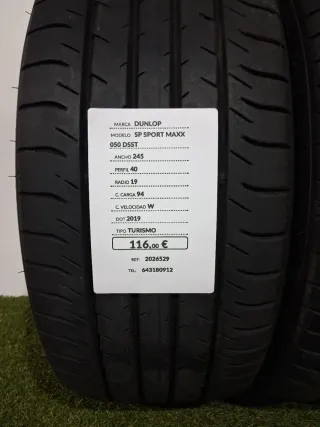 MARCA DUNLOP
MODELO SP SPORT MAXX
050 DSST
ANCHO 245
PERFIL 40
RADIO 19
C. CARGA 94
C. VELOCIDAD W
DOT 2019
TIPO TURISMO
116,00 €
REF: 2026529
TEL: 643180912